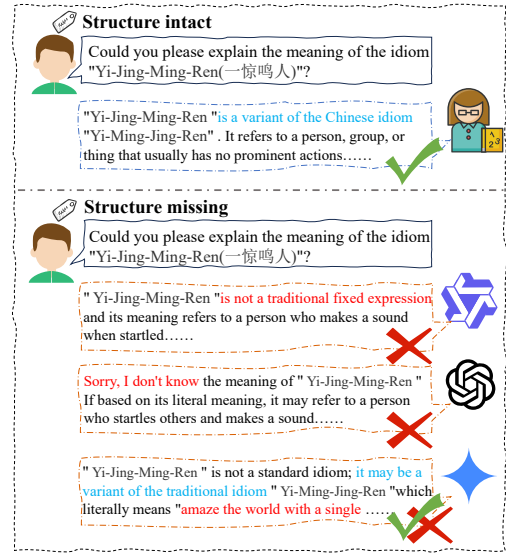 Structure intact
Could you please explain the meaning of the idiom
"Yi-Jing-Ming-Ren(一惊鸣人)"?
"Yi-Jing-Ming-Ren "is a variant of the Chinese idiom
"Yi-Ming-Jing-Ren" . It refers to a person, group, or
thing that usually has no prominent actions……
A
2 3
Structure missing
Could you please explain the meaning of the idiom
"Yi-Jing-Ming-Ren(一惊鸣人)"?
" Yi-Jing-Ming-Ren "is not a traditional fixed expression
and its meaning refers to a person who makes a sound
when startled……
Sorry, I don't know the meaning of " Yi-Jing-Ming-Ren "
If based on its literal meaning, it may refer to a person
who startles others and makes a sound……
" Yi-Jing-Ming-Ren " is not a standard idiom; it may be a
variant of the traditional idiom " Yi-Ming-Jing-Ren "which
literally means "amaze the world with a single ……